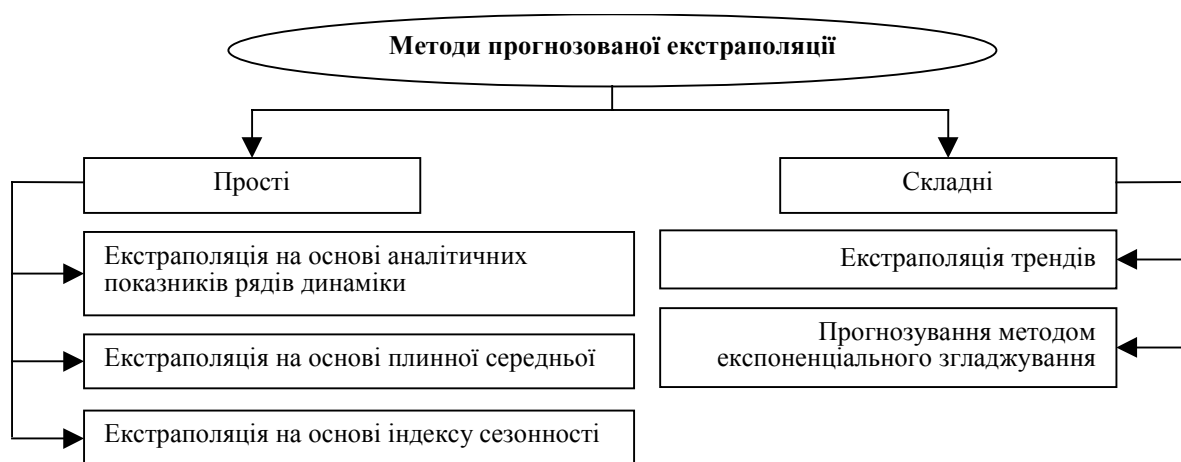 Методи прогнозованої екстраполяції
Прості
Складні
Екстраполяція на основі аналітичних
показників рядів динаміки
Екстраполяція на основі плинної середньої
Екстраполяція на основі індексу сезонності
Екстраполяція трендів
Прогнозування методом
експоненціального згладжування